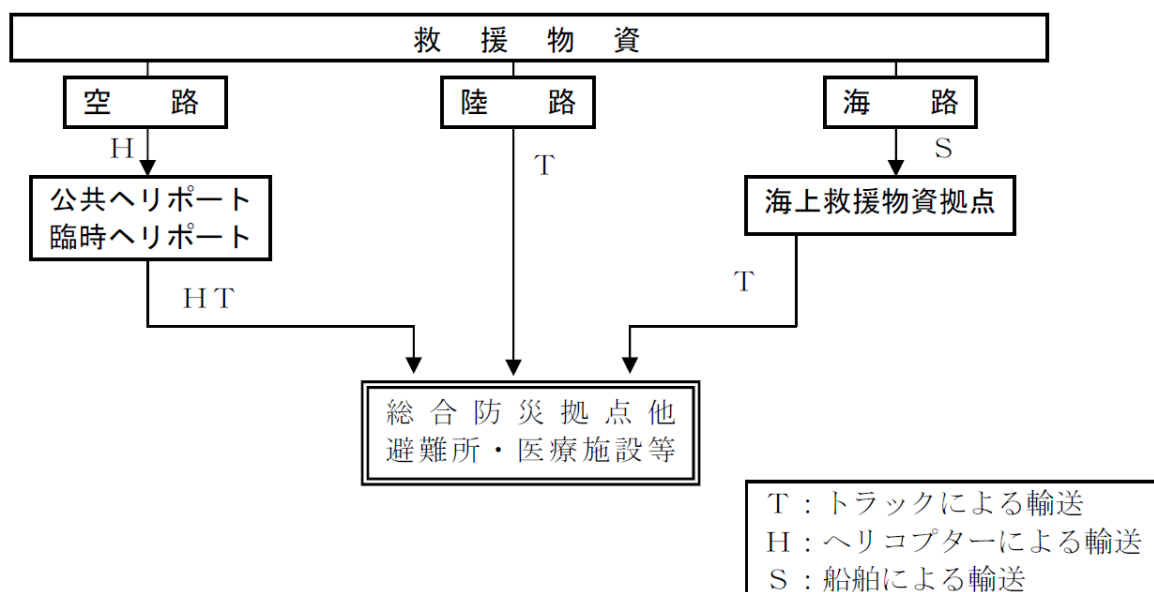 救援物資
空路
陸路
海路
H
T
S
公共ヘリポート
臨時ヘリポート
海上救援物資拠点
HT
T
総合防災拠点他
避難所・医療施設等
T：トラックによる輸送
H：ヘリコプターによる輸送
S：船舶による輸送